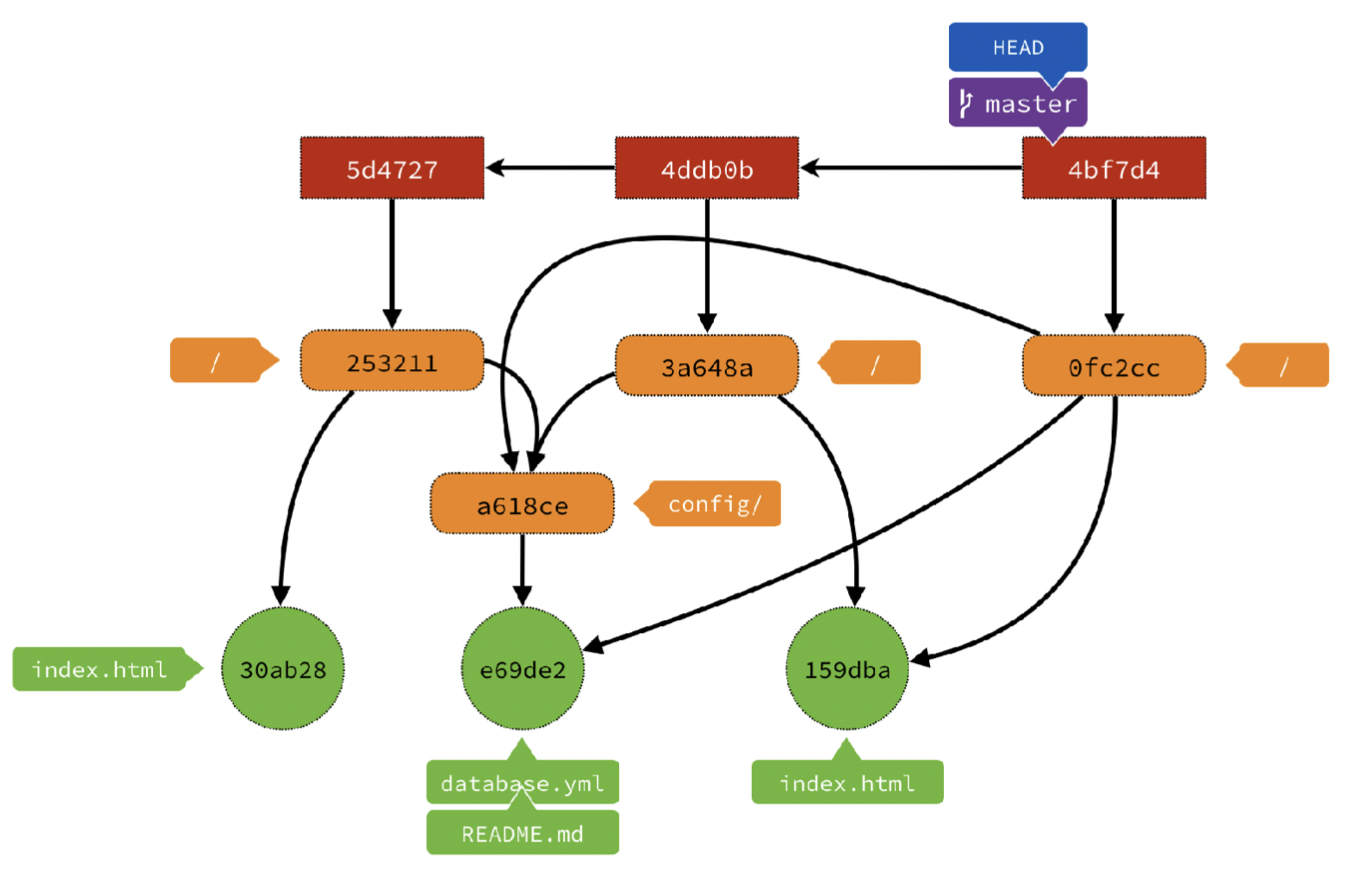 HEAD
master
5d4727
4ddb0b
4bf7d4
/
253211
3a648a
/
0fc2cc
/
a618ce
config/
index.html
30ab28
e69de2
159dba
database.yml
index.html
README.md